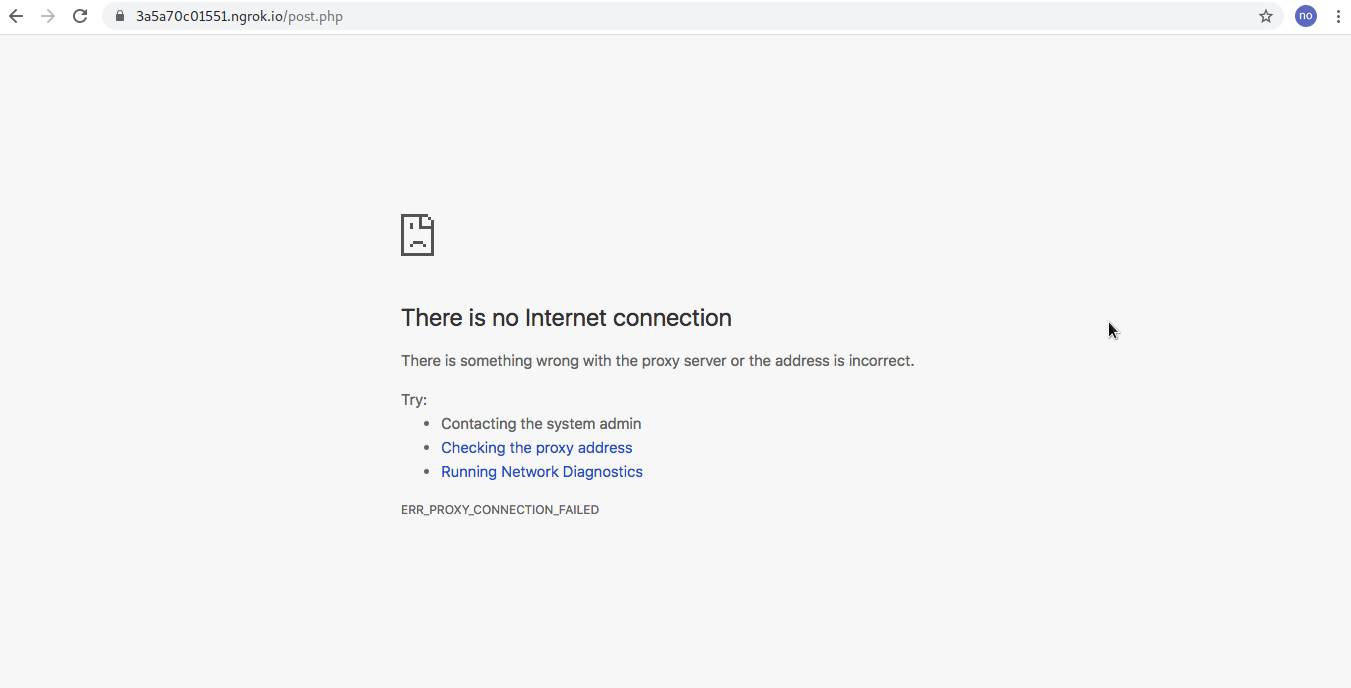 3a5a70c01551.ngrok.io/post.php
no
There is no Internet connection
There is something wrong with the proxy server or the address is incorrect.
Try:
• Contacting the system admin
• Checking the proxy address
• Running Network Diagnostics
ERR_PROXY_CONNECTION_FAILED